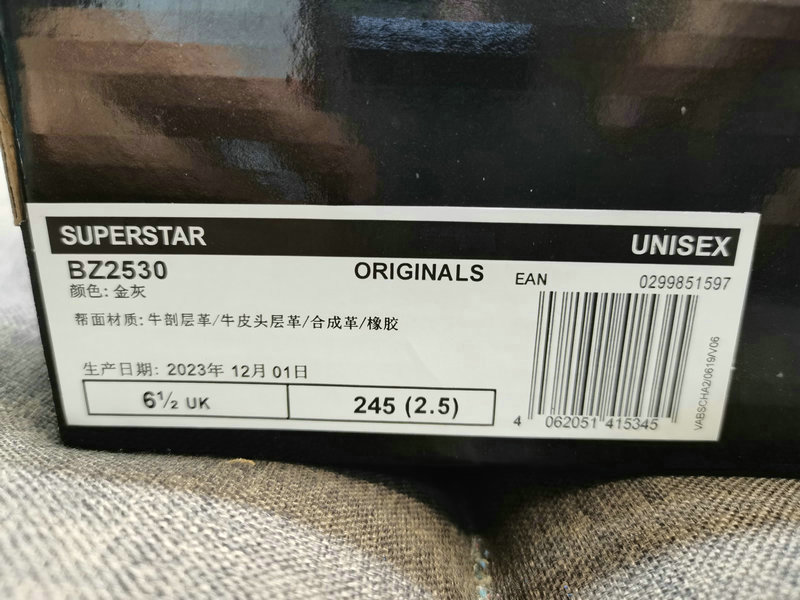 SUPERSTAR UNISEX
BZ2530 ORIGINALS EAN 0299851597
颜色: 金灰
帮面材质: 牛剖层革/牛皮头层革/合成革/橡胶
生产日期: 2023年 12月 01日
6½ UK 245 (2.5)
4 062051 415345
VABSCHA2/0619/V06